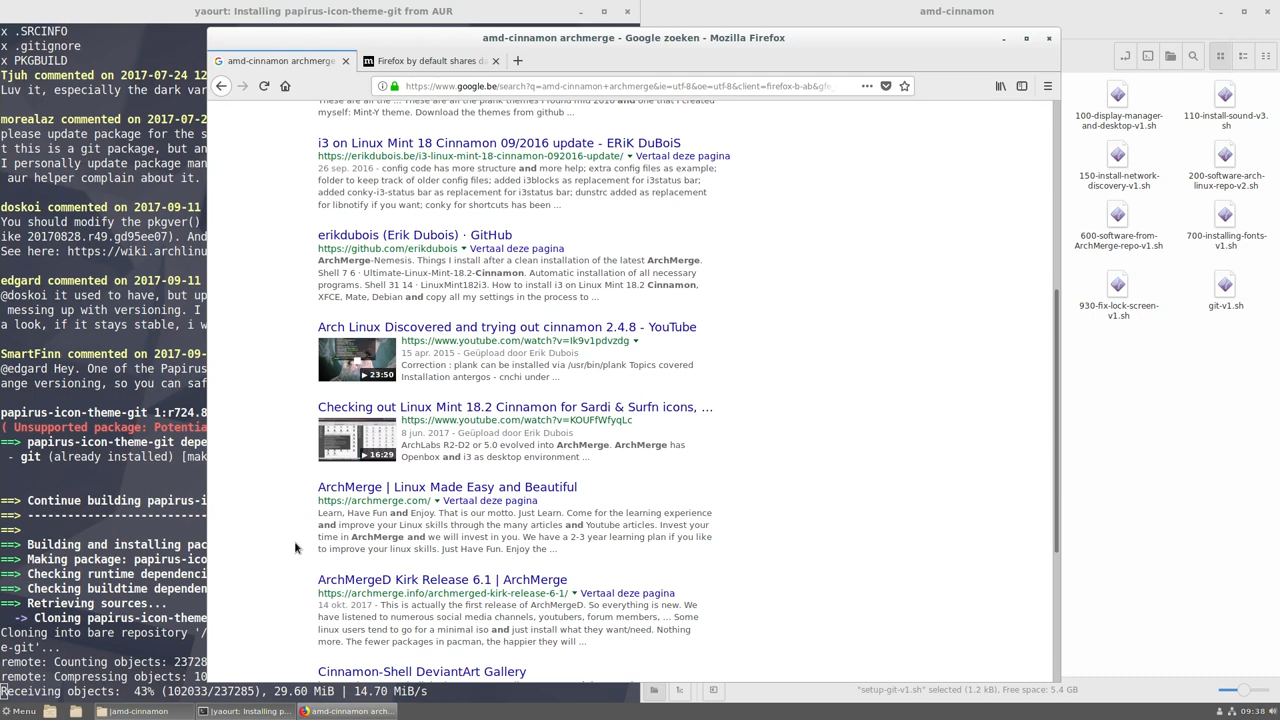 yaourt: Installing papirus-icon-theme-git from AUR
amd-cinnamon
x .SRCINFO
x .gitignore
x PKGBUILD
Tjuh commented on 2017-07-24 12
Luv it, especially the dark var
morealaz commented on 2017-07-2
please update package for the s
t this is a git package, but an
I personally update package man
 aur helper complain about it.
doskoi commented on 2017-09-11
You should modify the pkgver()
ike 20170828.r49.gd95ee07). And
See here: https://wiki.archlinu
edgard commented on 2017-09-11
@doskoi it used to have, but up
 messing up with versioning. I
a look, if it stays stable, i w
SmartFinn commented on 2017-09-
@edgard Hey. One of the Papirus
ange versioning, so you can saf
papirus-icon-theme-git 1:r724.8
( Unsupported package: Potentia
==> papirus-icon-theme-git depe
 - git (already installed) [mak
==> Continue building papirus-i
==> ---------------------------
==>
==> Building and installing pac
==> Making package: papirus-ico
==> Checking runtime dependenci
==> Checking buildtime dependen
==> Retrieving sources...
  -> Cloning papirus-icon-theme
Cloning into bare repository '/
e-git'...
remote: Counting objects: 23728
remote: Compressing objects: 10
Receiving objects:  43% (102033/237285), 29.60 MiB | 14.70 MiB/s
amd-cinnamon archmerge - Google zoeken - Mozilla Firefox
amd-cinnamon archmerge
Firefox by default shares da
https://www.google.be/search?q=amd-cinnamon+archmerge&ie=utf-8&oe=utf-8&client=firefox-b-ab&gfe_
These are all the ... These are all the plank themes I found mid 2016 and one that I created
myself: Mint-Y theme. Download the themes from github ...
i3 on Linux Mint 18 Cinnamon 09/2016 update - ERiK DuBoiS
https://erikdubois.be/i3-linux-mint-18-cinnamon-092016-update/ ▾ Vertaal deze pagina
26 sep. 2016 - config code has more structure and more help; extra config files as example;
folder to keep track of older config files; added i3blocks as replacement for i3status bar;
added conky-i3-status bar as replacement for i3status bar; dunstrc added as replacement
for libnotify if you want; conky for shortcuts has been ...
erikdubois (Erik Dubois) · GitHub
https://github.com/erikdubois ▾ Vertaal deze pagina
ArchMerge-Nemesis. Things I install after a clean installation of the latest ArchMerge.
Shell 7 6 · Ultimate-Linux-Mint-18.2-Cinnamon. Automatic installation of all necessary
programs. Shell 31 14 · LinuxMint182i3. How to install i3 on Linux Mint 18.2 Cinnamon,
XFCE, Mate, Debian and copy all my settings in the process to ...
Arch Linux Discovered and trying out cinnamon 2.4.8 - YouTube
https://www.youtube.com/watch?v=Ik9v1pdvzdg ▾
15 apr. 2015 - Geüpload door Erik Dubois
Correction : plank can be installed via /usr/bin/plank Topics covered
Installation antergos - cnchi under ...
▶ 23:50
Checking out Linux Mint 18.2 Cinnamon for Sardi & Surfn icons, ...
https://www.youtube.com/watch?v=KOUFfWfyqLc
8 jun. 2017 - Geüpload door Erik Dubois
ArchLabs R2-D2 or 5.0 evolved into ArchMerge. ArchMerge has
Openbox and i3 as desktop environment ...
▶ 16:29
ArchMerge | Linux Made Easy and Beautiful
https://archmerge.com/ ▾ Vertaal deze pagina
Learn, Have Fun and Enjoy. That is our motto. Just Learn. Come for the learning experience
and improve your Linux skills through the many articles and Youtube articles. Invest your
time in ArchMerge and we will invest in you. We have a 2-3 year learning plan if you like
to improve your linux skills. Just Have Fun. Enjoy the ...
ArchMergeD Kirk Release 6.1 | ArchMerge
https://archmerge.info/archmerged-kirk-release-6-1/ ▾ Vertaal deze pagina
14 okt. 2017 - This is actually the first release of ArchMergeD. So everything is new. We
have listened to numerous social media channels, youtubers, forum members, ... Some
linux users tend to go for a minimal iso and just install what they want/need. Nothing
more. The fewer packages in pacman, the happier they will ...
Cinnamon-Shell DeviantArt Gallery
100-display-manager-and-desktop-v1.sh
110-install-sound-v3.sh
150-install-network-discovery-v1.sh
200-software-arch-linux-repo-v2.sh
600-software-from-ArchMerge-repo-v1.sh
700-installing-fonts-v1.sh
930-fix-lock-screen-v1.sh
git-v1.sh
"setup-git-v1.sh" selected (1.2 kB), Free space: 5.4 GB
Menu
|amd-cinnamon
|yaourt: Installing p...
amd-cinnamon arch...
09:38